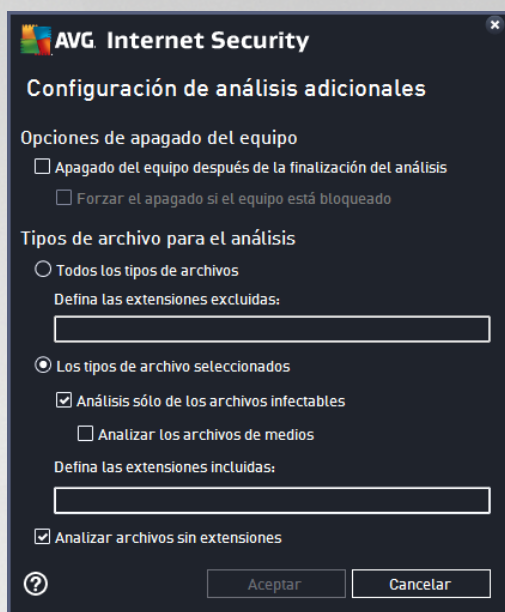 AVG. Internet Security
Configuración de análisis adicionales
Opciones de apagado del equipo
Apagado del equipo después de la finalización del análisis
Forzar el apagado si el equipo está bloqueado
Tipos de archivo para el análisis
Todos los tipos de archivos
Defina las extensiones excluidas:
Los tipos de archivo seleccionados
Análisis sólo de los archivos infectables
Analizar los archivos de medios
Defina las extensiones incluidas:
Analizar archivos sin extensiones
? Aceptar Cancelar